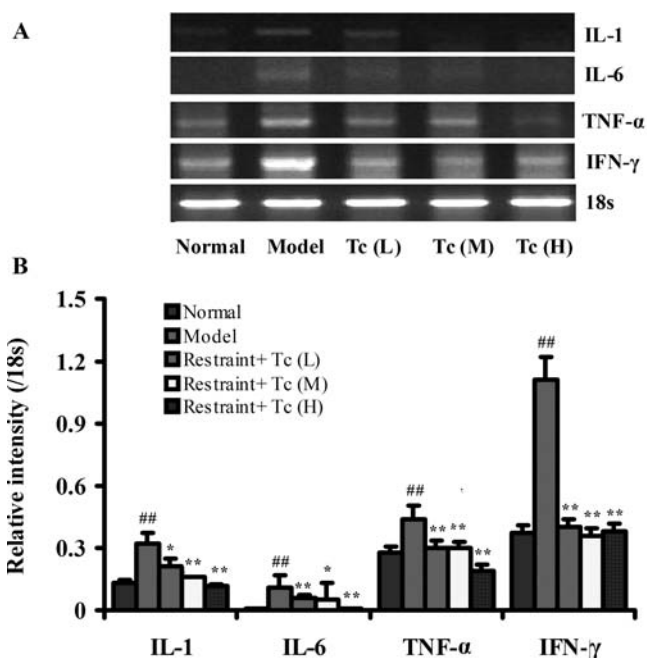 A
IL-1
IL-6
TNF-α
IFN-γ
18s
Normal Model Tc (L) Tc (M) Tc (H)
B
Relative intensity (/18s)
1.5
1.2
0.9
0.6
0.3
0
Normal
Model
Restraint+ Tc (L)
Restraint+ Tc (M)
Restraint+ Tc (H)
## * ** **
## ** * **
## ** ** **
## ** ** **
IL-1 IL-6 TNF-α IFN-γ